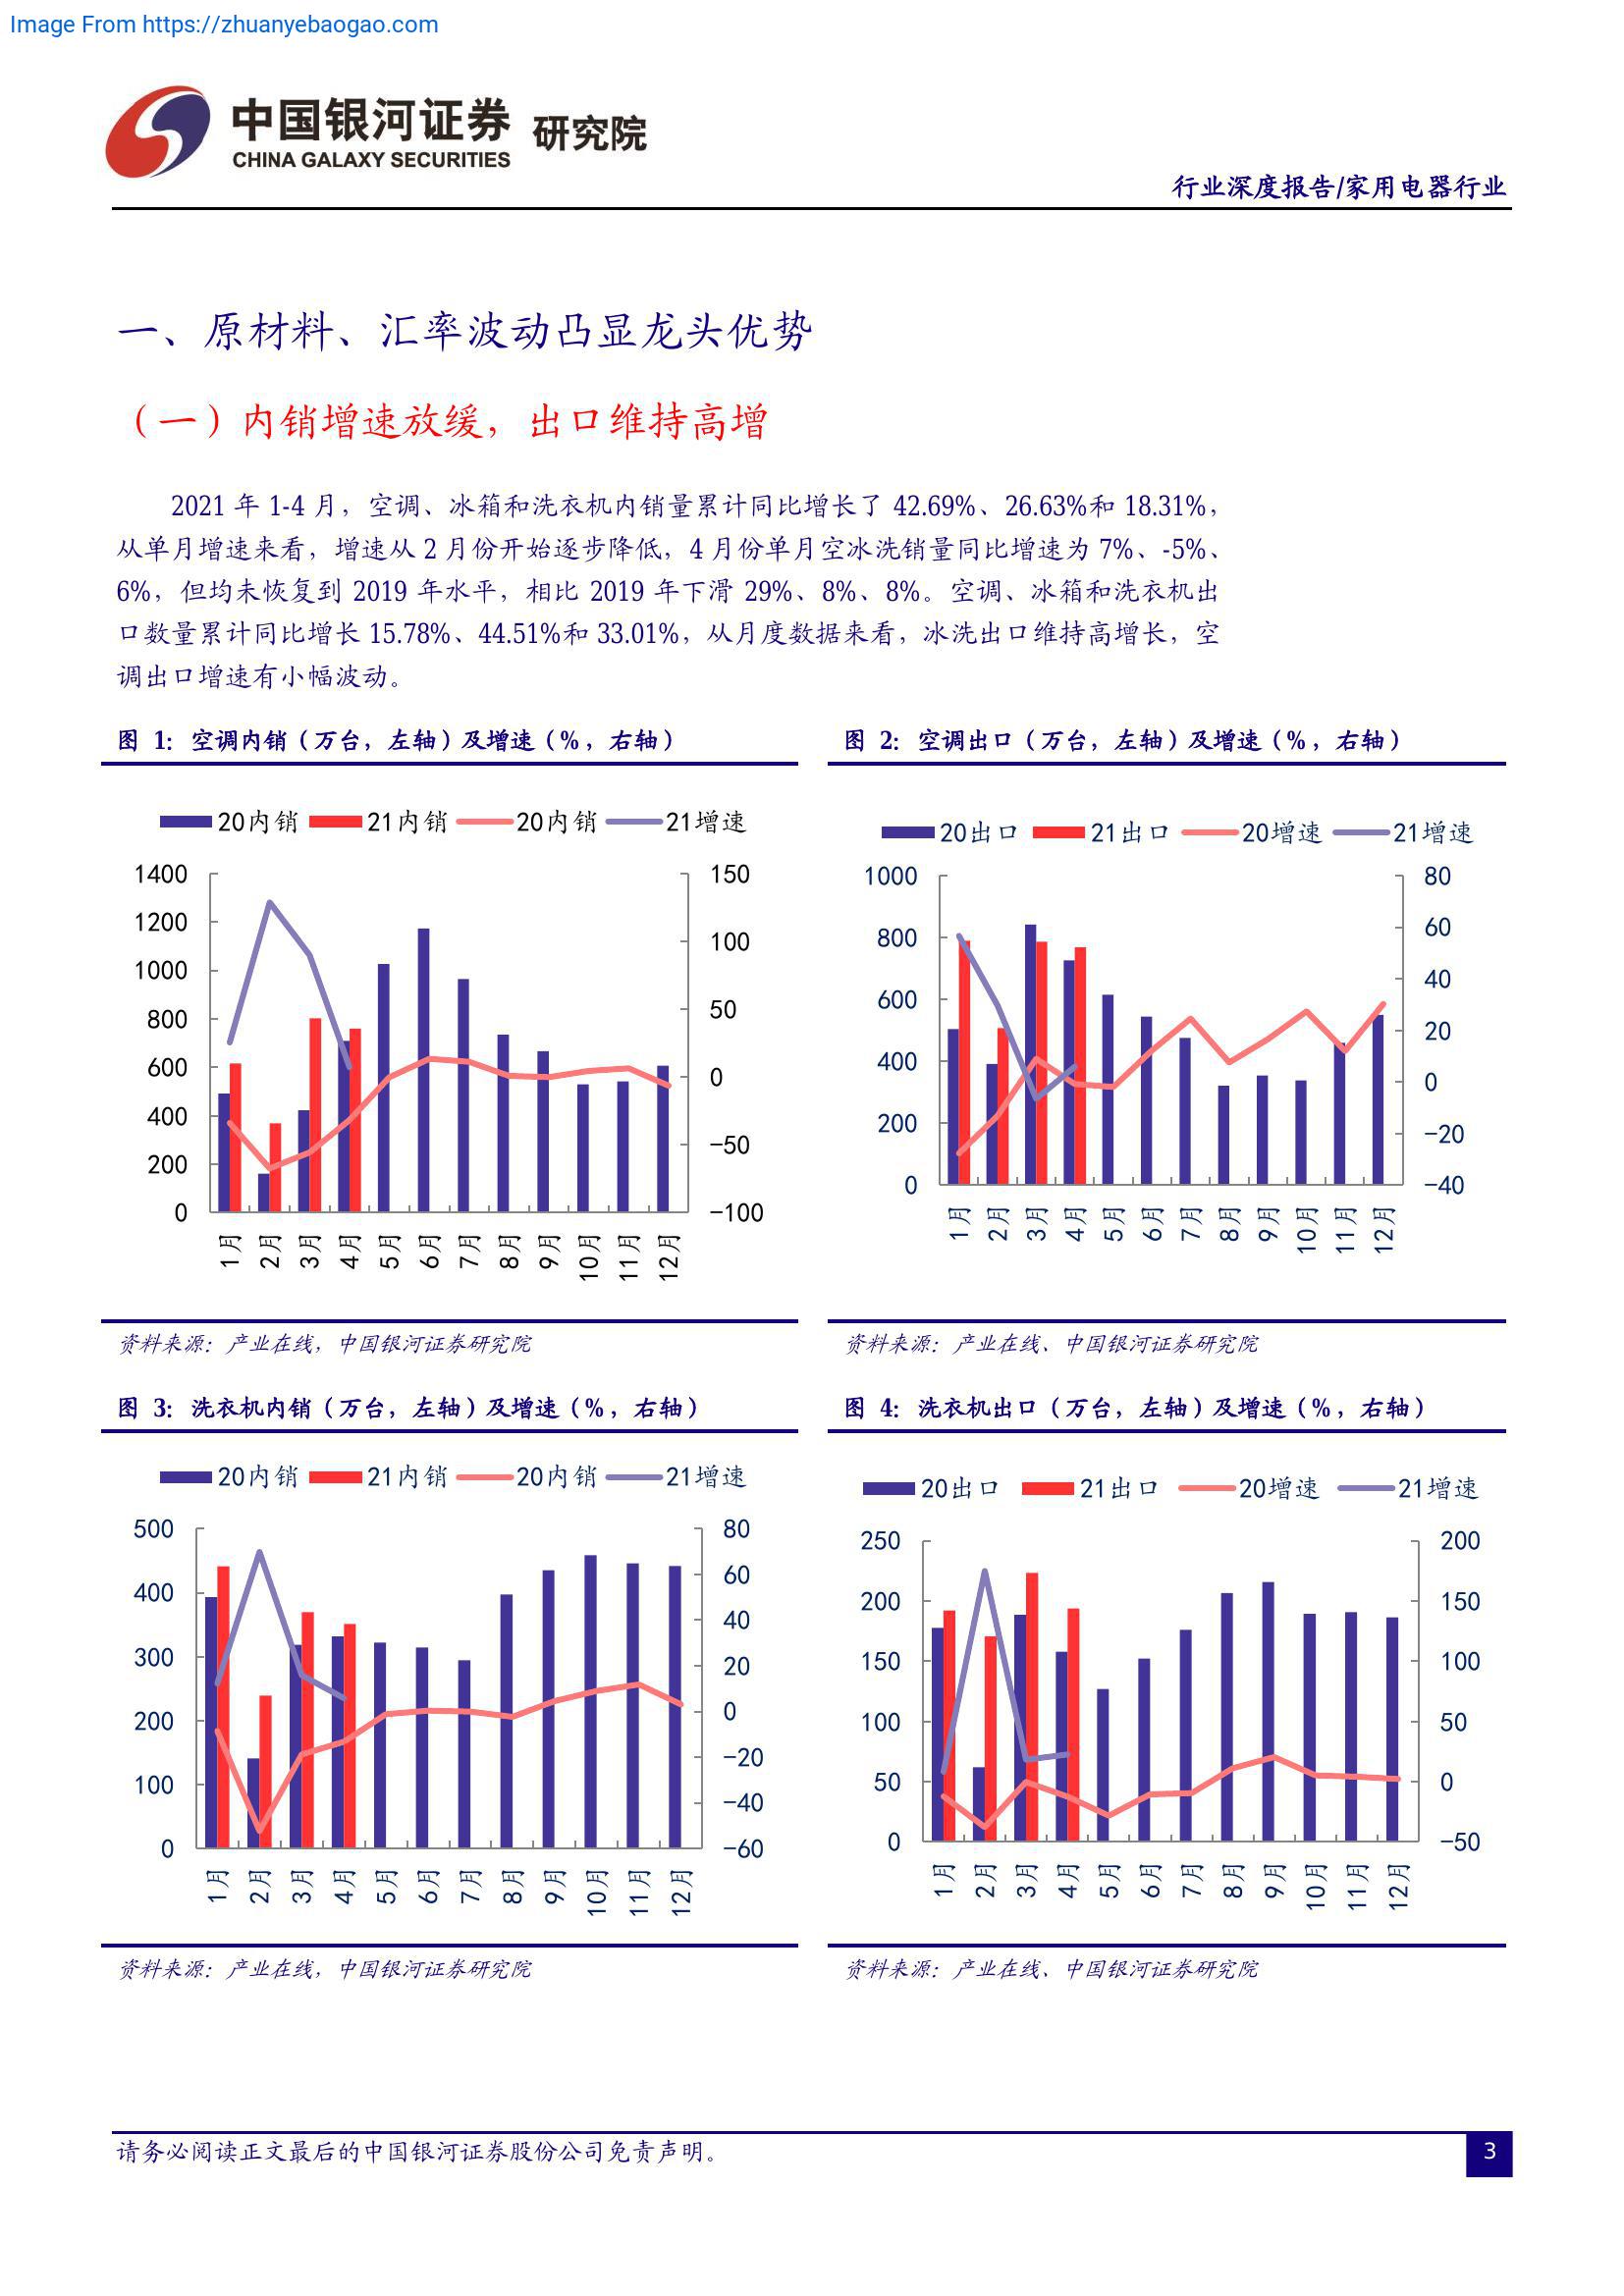 Image From https://zhuanyebaogao.com
中国银河证券 研究院
CHINA GALAXY SECURITIES
行业深度报告/家用电器行业
一、原材料、汇率波动凸显龙头优势
（一）内销增速放缓，出口维持高增
2021 年 1-4 月，空调、冰箱和洗衣机内销量累计同比增长了 42.69%、26.63%和 18.31%，
从单月增速来看，增速从 2 月份开始逐步降低，4 月份单月空冰洗销量同比增速为 7%、-5%、
6%，但均未恢复到 2019 年水平，相比 2019 年下滑 29%、8%、8%。空调、冰箱和洗衣机出
口数量累计同比增长 15.78%、44.51%和 33.01%，从月度数据来看，冰洗出口维持高增长，空
调出口增速有小幅波动。
图 1：空调内销（万台，左轴）及增速（%，右轴）
20内销 21内销 20内销 21增速
1400 1200 1000 800 600 400 200 0
150 100 50 0 −50 −100
1月 2月 3月 4月 5月 6月 7月 8月 9月 10月 11月 12月
资料来源：产业在线，中国银河证券研究院
图 2：空调出口（万台，左轴）及增速（%，右轴）
20出口 21出口 20增速 21增速
1000 800 600 400 200 0
80 60 40 20 0 −20 −40
1月 2月 3月 4月 5月 6月 7月 8月 9月 10月 11月 12月
资料来源：产业在线、中国银河证券研究院
图 3：洗衣机内销（万台，左轴）及增速（%，右轴）
20内销 21内销 20内销 21增速
500 400 300 200 100 0
80 60 40 20 0 −20 −40 −60
1月 2月 3月 4月 5月 6月 7月 8月 9月 10月 11月 12月
资料来源：产业在线，中国银河证券研究院
图 4：洗衣机出口（万台，左轴）及增速（%，右轴）
20出口 21出口 20增速 21增速
250 200 150 100 50 0
200 150 100 50 0 −50
1月 2月 3月 4月 5月 6月 7月 8月 9月 10月 11月 12月
资料来源：产业在线、中国银河证券研究院
请务必阅读正文最后的中国银河证券股份公司免责声明。
3